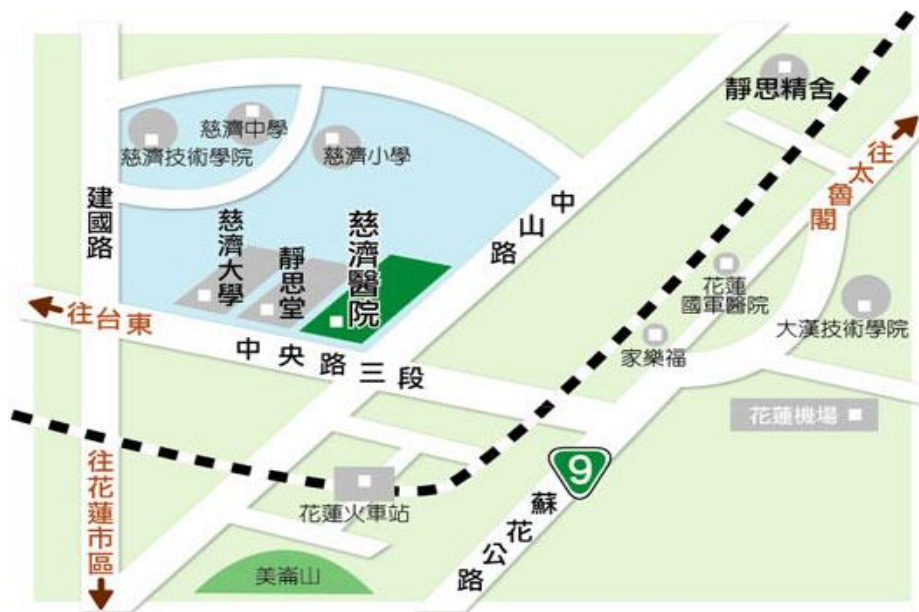 靜思精舍
慈濟中學
慈濟技術學院
慈濟小學
往太魯閣
建國路
中山路
慈濟大學
靜思堂
慈濟醫院
花蓮
國軍醫院
大漢技術學院
往台東
中央路三段
家樂福
花蓮機場
往花蓮市區
9
花蓮火車站
蘇花公路
美崙山